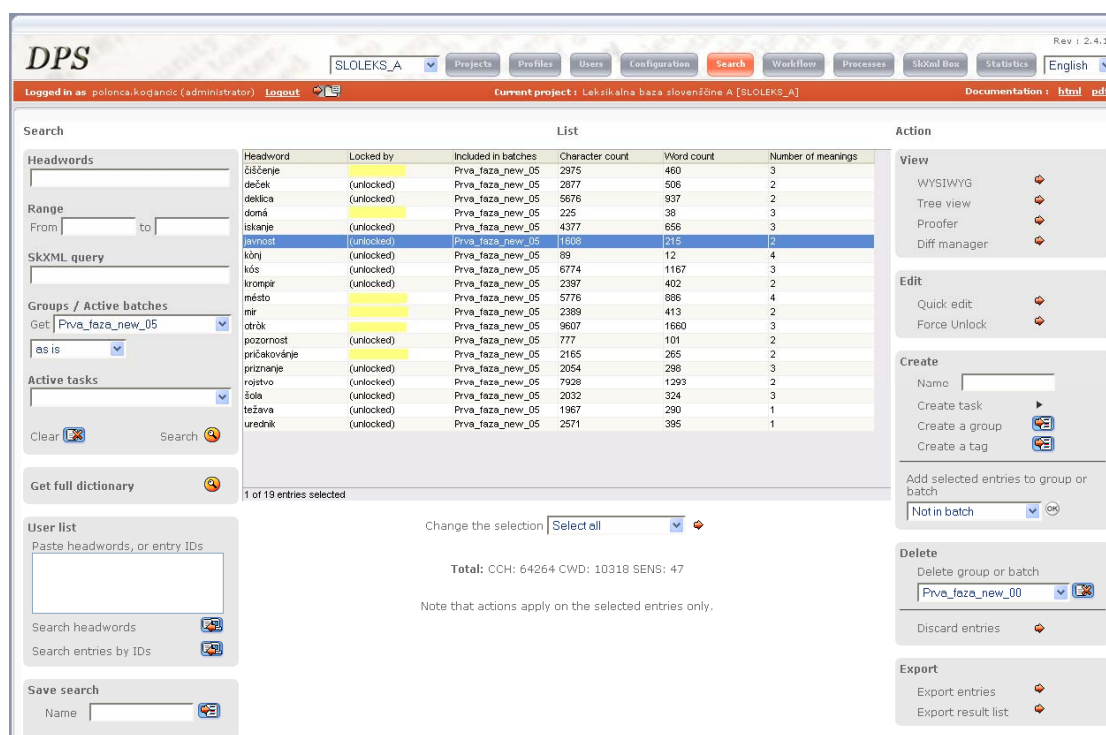 Rev : 2.4.1
DPS
SLOLEKS_A Projects Profiles Users Configuration Search Workflow Processes SkXml Box Statistics English
Logged in as polonca.kocjancic (administrator) Logout Current project : Leksikalna baza slovenščine A [SLOLEKS_A] Documentation : html pdf
Search
Headwords
Range
From to
SkXML query
Groups / Active batches
Get Prva_faza_new_05
as is
Active tasks
Clear Search
Get full dictionary
User list
Paste headwords, or entry IDs
Search headwords
Search entries by IDs
Save search
Name
List
Headword Locked by Included in batches Character count Word count Number of meanings
čiščenje Prva_faza_new_05 2975 460 3
deček (unlocked) Prva_faza_new_05 2877 506 2
deklica (unlocked) Prva_faza_new_05 5676 937 2
domá Prva_faza_new_05 225 38 3
iskanje (unlocked) Prva_faza_new_05 4377 656 3
javnost (unlocked) Prva_faza_new_05 1608 215 2
kònj (unlocked) Prva_faza_new_05 89 12 4
kós (unlocked) Prva_faza_new_05 6774 1167 3
krompir (unlocked) Prva_faza_new_05 2397 402 2
mésto Prva_faza_new_05 5776 886 4
mir Prva_faza_new_05 2389 413 2
otròk Prva_faza_new_05 9607 1660 3
pozornost (unlocked) Prva_faza_new_05 777 101 2
pričakovánje Prva_faza_new_05 2165 265 2
priznanje (unlocked) Prva_faza_new_05 2054 298 3
rojstvo (unlocked) Prva_faza_new_05 7928 1293 2
šola (unlocked) Prva_faza_new_05 2032 324 3
težava (unlocked) Prva_faza_new_05 1967 290 1
urednik (unlocked) Prva_faza_new_05 2571 395 1
1 of 19 entries selected
Change the selection Select all
Total: CCH: 64264 CWD: 10318 SENS: 47
Note that actions apply on the selected entries only.
Action
View
WYSIWYG
Tree view
Proofer
Diff manager
Edit
Quick edit
Force Unlock
Create
Name
Create task
Create a group
Create a tag
Add selected entries to group or
batch
Not in batch OK
Delete
Delete group or batch
Prva_faza_new_00
Discard entries
Export
Export entries
Export result list